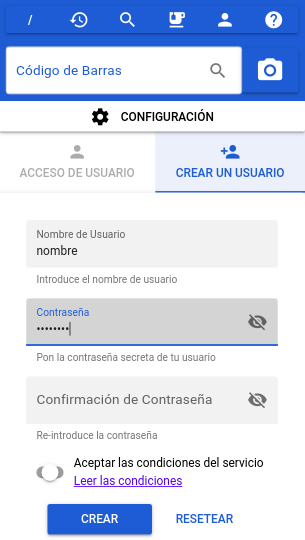 /
Código de Barras
CONFIGURACIÓN
ACCESO DE USUARIO
CREAR UN USUARIO
Nombre de Usuario
nombre
Introduce el nombre de usuario
Contraseña
••••••••
Pon la contraseña secreta de tu usuario
Confirmación de Contraseña
Re-introduce la contraseña
Aceptar las condiciones del servicio
Leer las condiciones
CREAR
RESETEAR